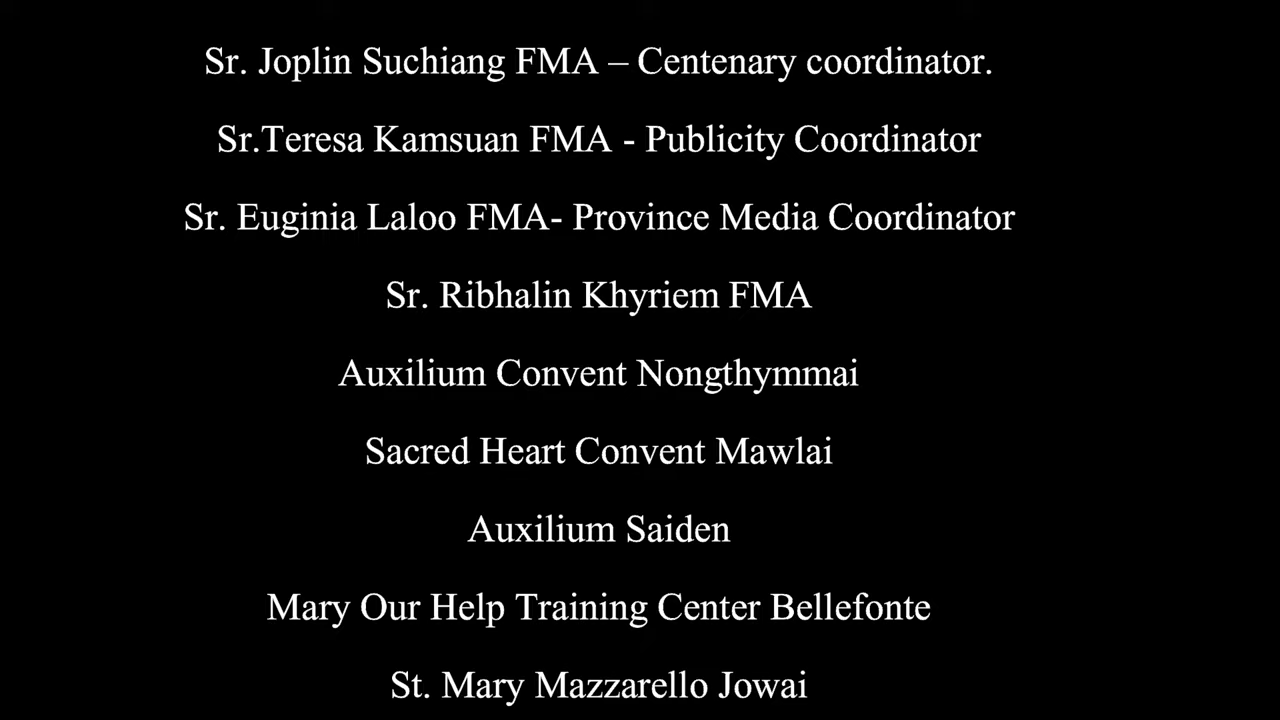 Sr. Joplin Suchiang FMA – Centenary coordinator.
Sr.Teresa Kamsuan FMA - Publicity Coordinator
Sr. Euginia Laloo FMA- Province Media Coordinator
Sr. Ribhalin Khyriem FMA
Auxilium Convent Nongthymmai
Sacred Heart Convent Mawlai
Auxilium Saiden
Mary Our Help Training Center Bellefonte
St. Mary Mazzarello Jowai